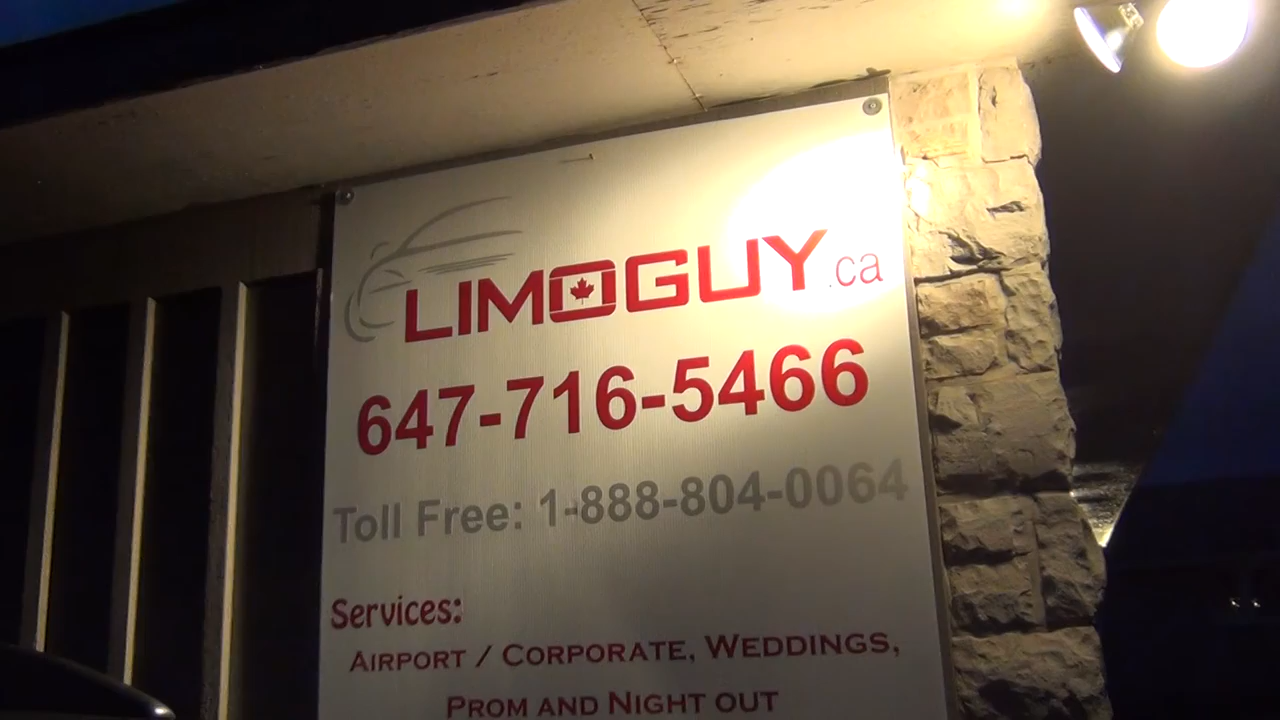 LIMOGUY.ca
647-716-5466
Toll Free: 1-888-804-0064
Services:
AIRPORT / CORPORATE, WEDDINGS,
PROM AND NIGHT OUT